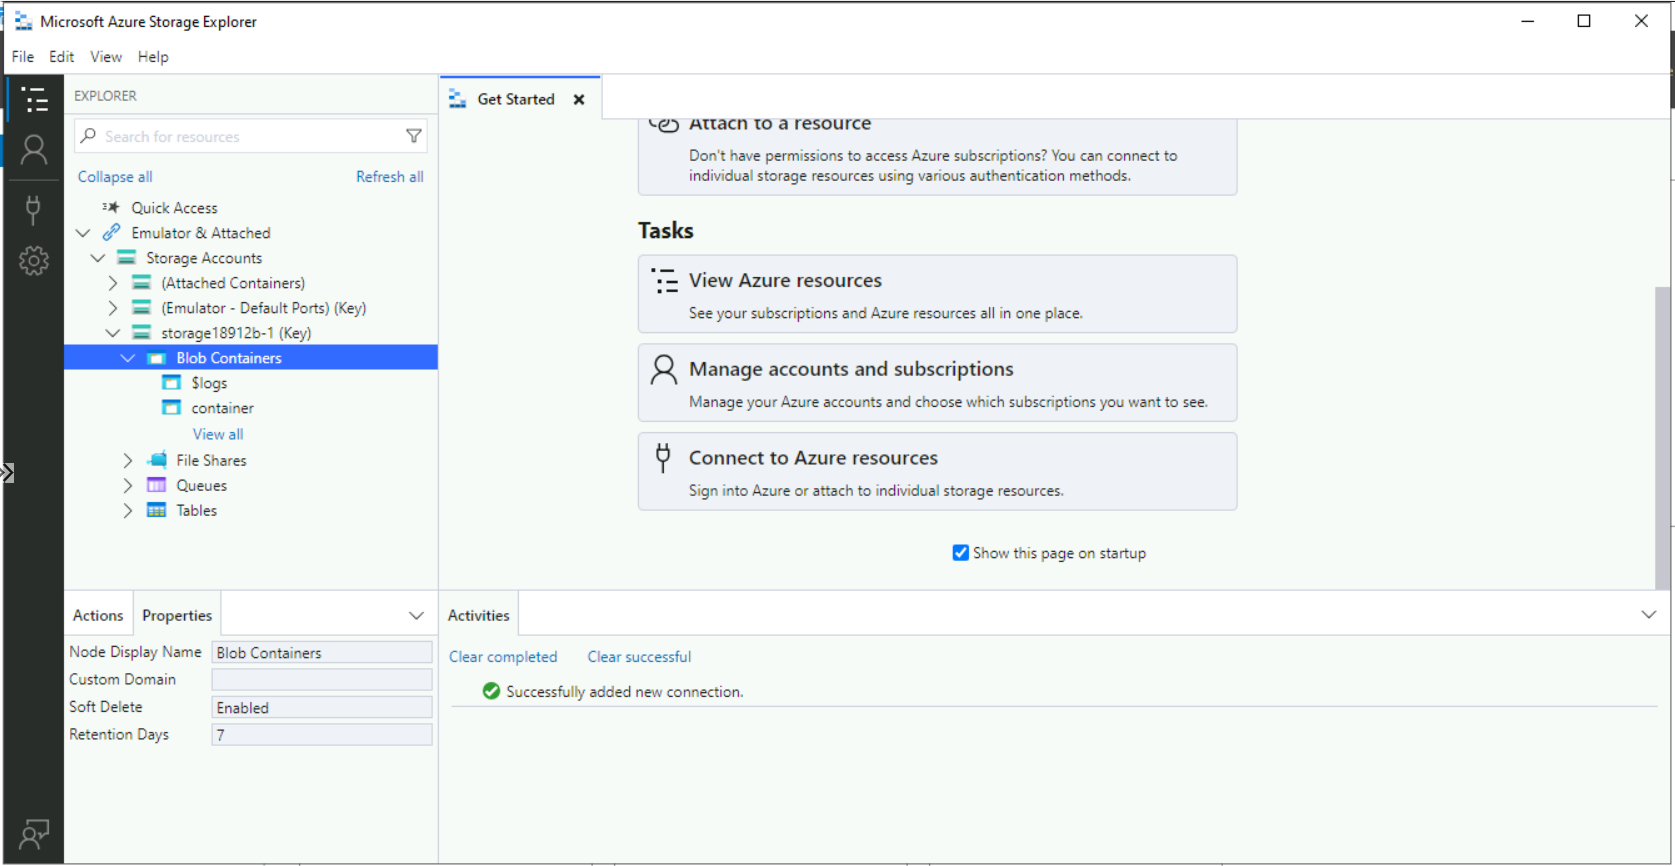 Microsoft Azure Storage Explorer
File Edit View Help
EXPLORER
Search for resources
Collapse all Refresh all
Quick Access
Emulator & Attached
Storage Accounts
(Attached Containers)
(Emulator - Default Ports) (Key)
storage18912b-1 (Key)
Blob Containers
$logs
container
View all
File Shares
Queues
Tables
Get Started
Attach to a resource
Don't have permissions to access Azure subscriptions? You can connect to
individual storage resources using various authentication methods.
Tasks
View Azure resources
See your subscriptions and Azure resources all in one place.
Manage accounts and subscriptions
Manage your Azure accounts and choose which subscriptions you want to see.
Connect to Azure resources
Sign into Azure or attach to individual storage resources.
Show this page on startup
Actions Properties
Node Display Name Blob Containers
Custom Domain
Soft Delete Enabled
Retention Days 7
Activities
Clear completed Clear successful
Successfully added new connection.